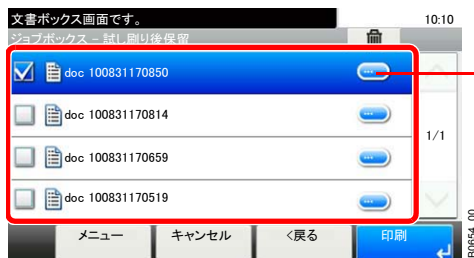 文書ボックス画面です。 10:10
ジョブボックス - 試し刷り後保留
doc 100831170850
doc 100831170814
1/1
doc 100831170659
doc 100831170519
メニュー キャンセル <戻る 印刷